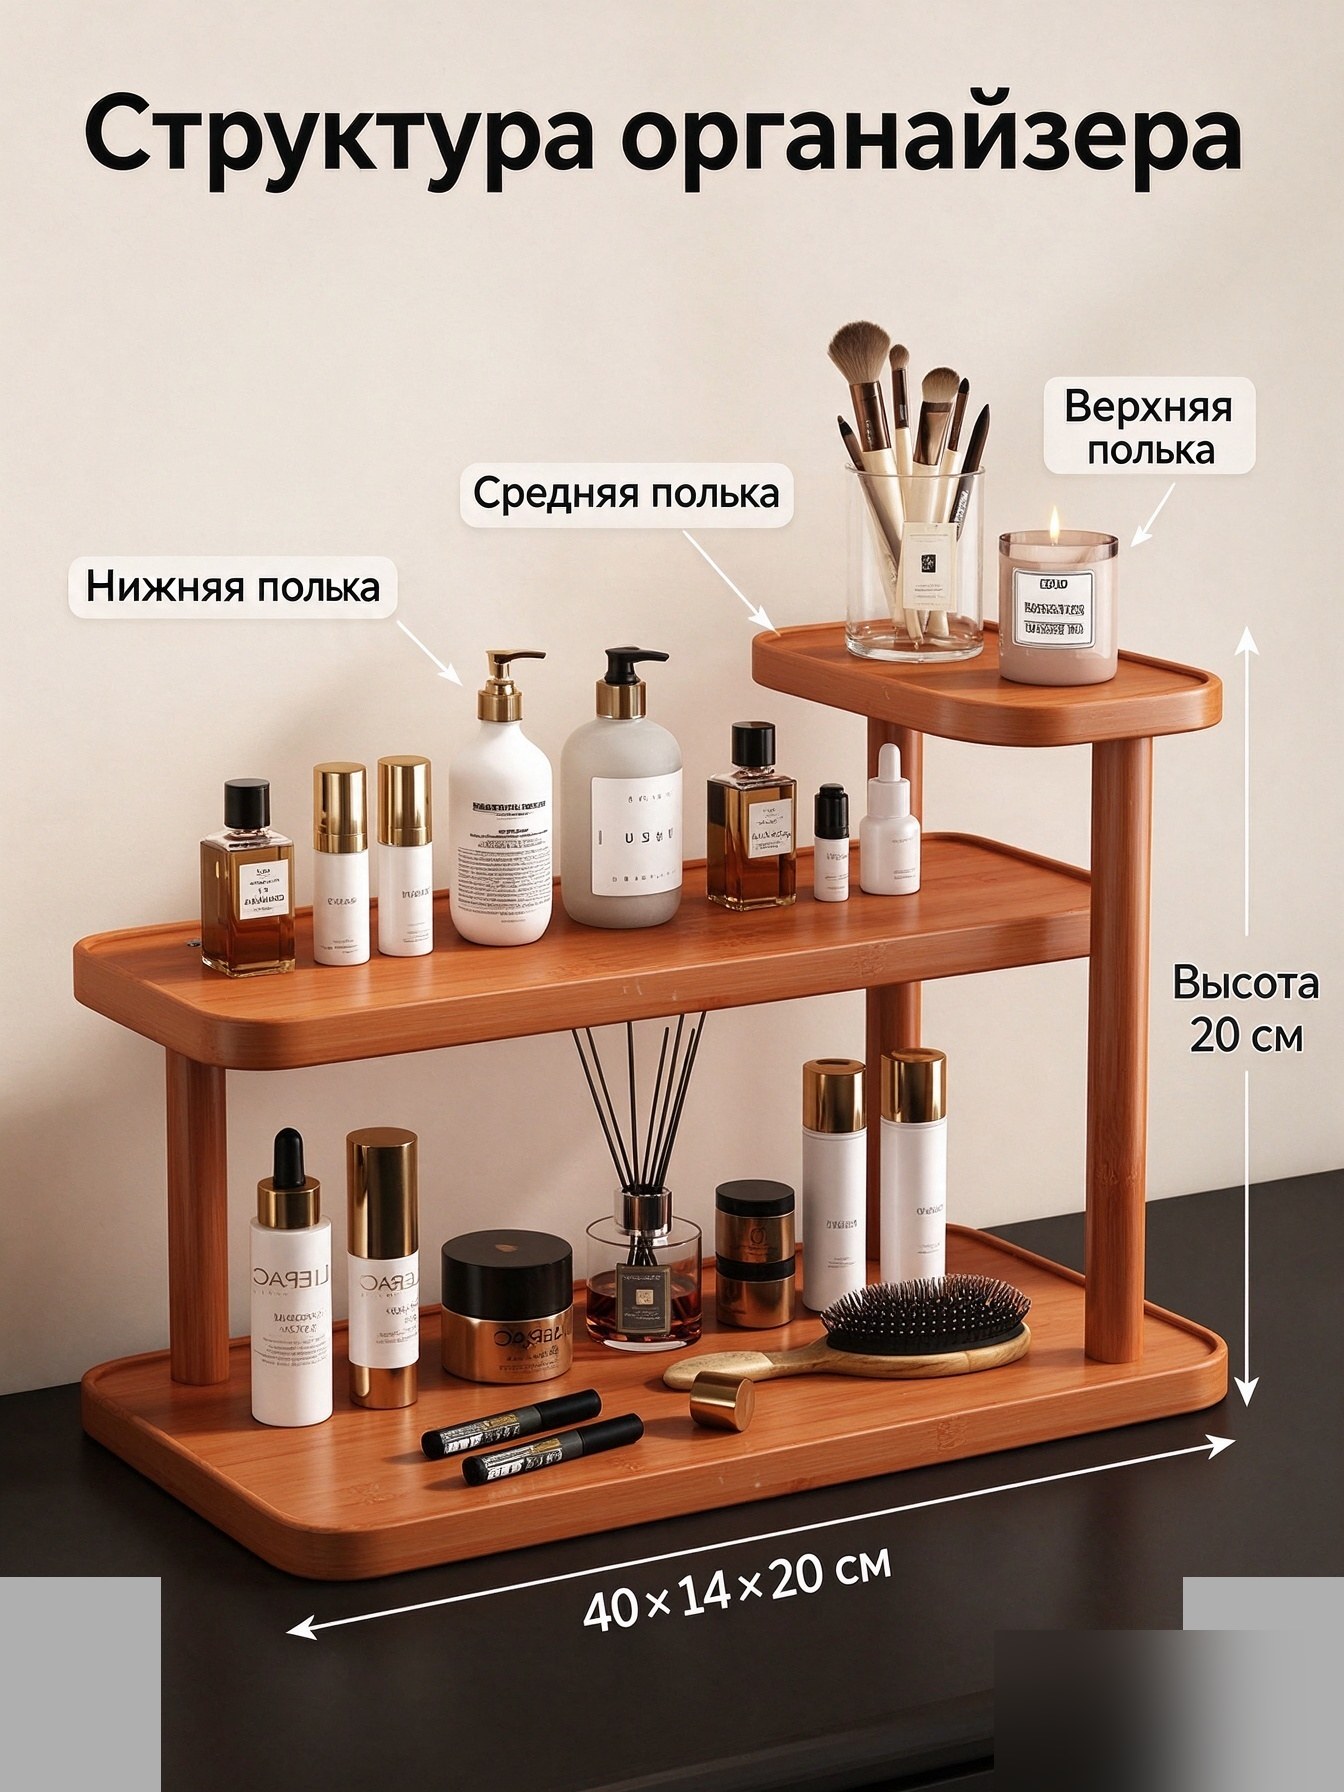 Структура органайзера
Верхняя
полька
Средняя полька
Нижняя полька
Высота
20 см
40×14×20 см